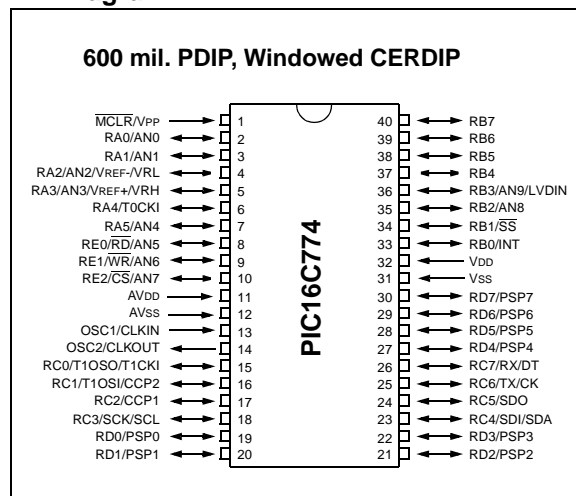 600 mil. PDIP, Windowed CERDIP
MCLR/VPP 1 40 RB7
RA0/AN0 2 39 RB6
RA1/AN1 3 38 RB5
RA2/AN2/VREF-/VRL 4 37 RB4
RA3/AN3/VREF+/VRH 5 36 RB3/AN9/LVDIN
RA4/T0CKI 6 35 RB2/AN8
RA5/AN4 7 34 RB1/SS
RE0/RD/AN5 8 33 RB0/INT
RE1/WR/AN6 9 32 VDD
RE2/CS/AN7 10 31 VSS
AVDD 11 30 RD7/PSP7
AVSS 12 29 RD6/PSP6
OSC1/CLKIN 13 28 RD5/PSP5
OSC2/CLKOUT 14 27 RD4/PSP4
RC0/T1OSO/T1CKI 15 26 RC7/RX/DT
RC1/T1OSI/CCP2 16 25 RC6/TX/CK
RC2/CCP1 17 24 RC5/SDO
RC3/SCK/SCL 18 23 RC4/SDI/SDA
RD0/PSP0 19 22 RD3/PSP3
RD1/PSP1 20 21 RD2/PSP2
PIC16C774